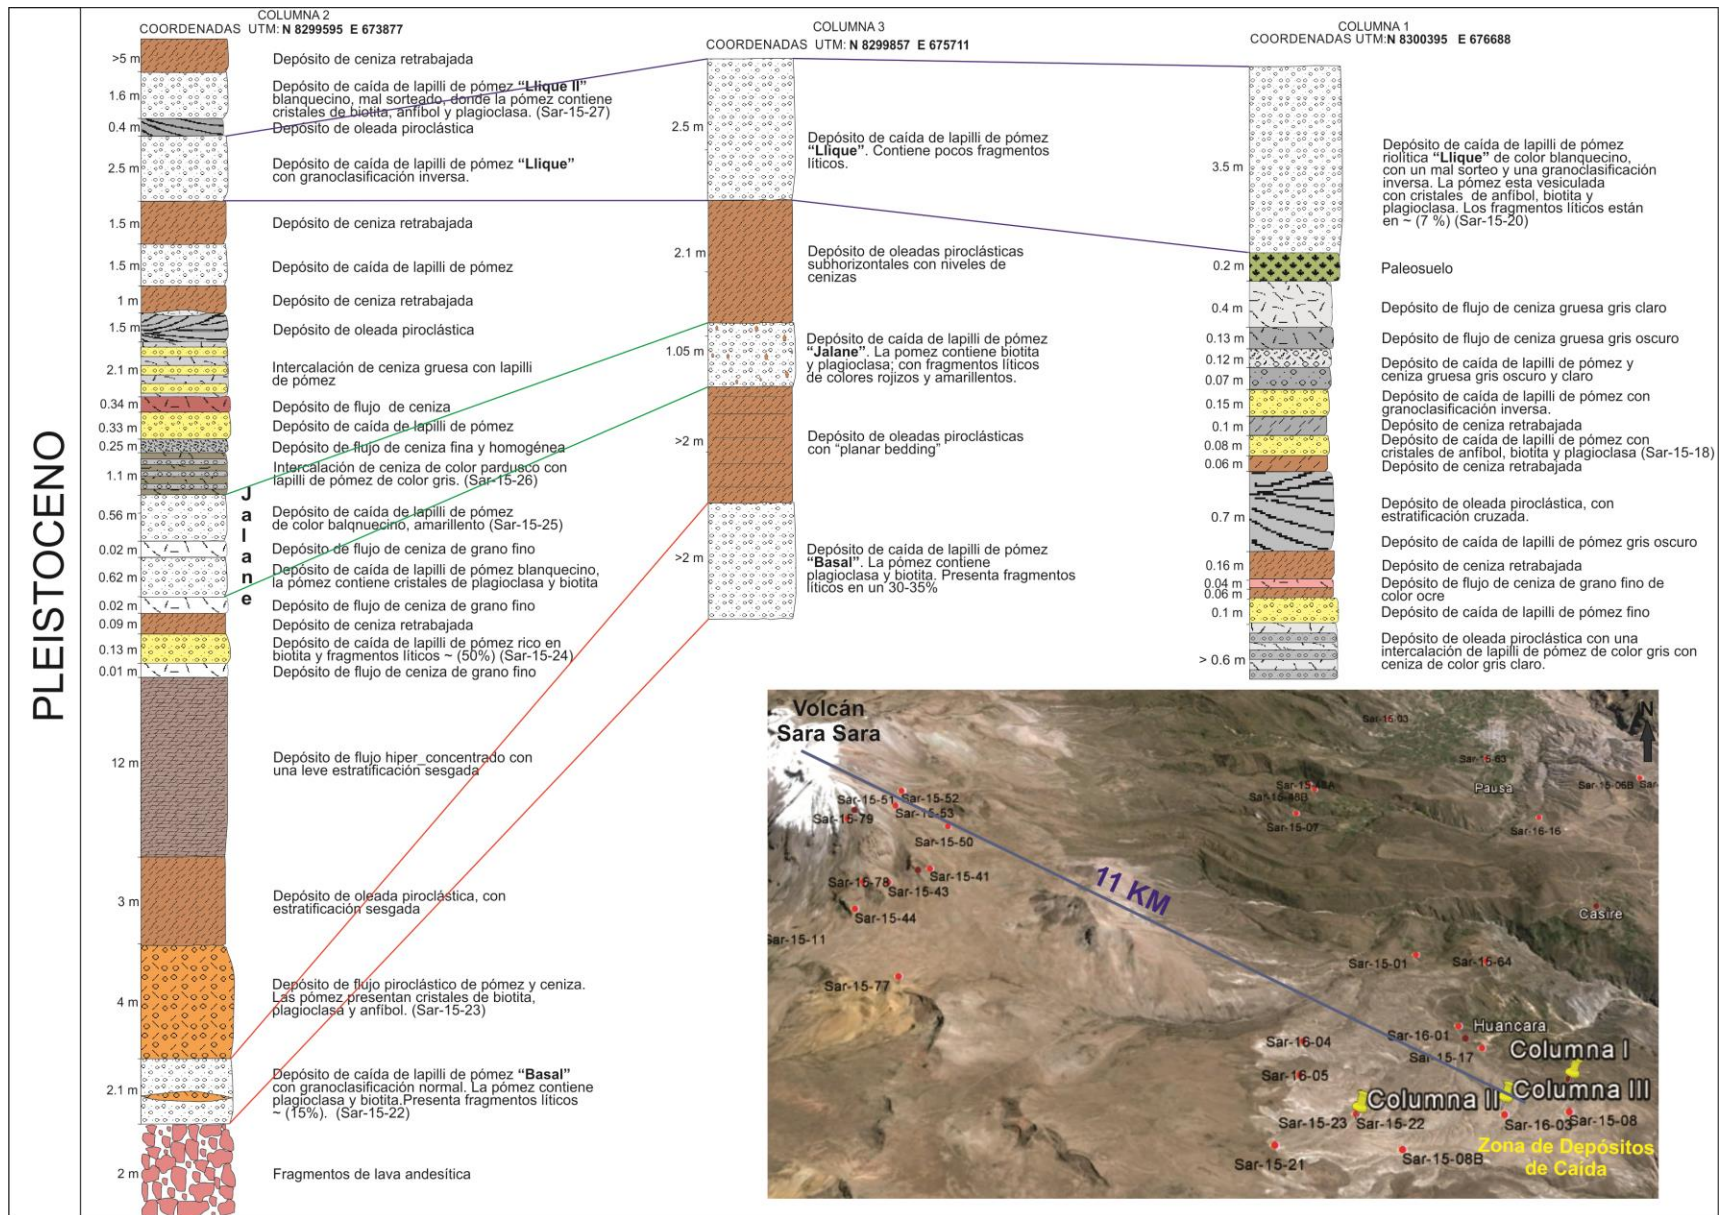 PLEISTOCENO
COLUMNA 2
COORDENADAS UTM: N 8299595 E 673877
>5 m
Depósito de ceniza retrabajada
1.6 m
Depósito de caída de lapilli de pómez "Llique II"
blanquecino, mal sorteado, donde la pómez contiene
cristales de biotita, anfíbol y plagioclasa. (Sar-15-27)
0.4 m
Depósito de oleada piroclástica
2.5 m
Depósito de caída de lapilli de pómez "Llique"
con granoclasificación inversa.
1.5 m
Depósito de ceniza retrabajada
1.5 m
Depósito de caída de lapilli de pómez
1 m
Depósito de ceniza retrabajada
1.5 m
Depósito de oleada piroclástica
2.1 m
Intercalación de ceniza gruesa con lapilli
de pómez
0.34 m
Depósito de flujo de ceniza
0.33 m
Depósito de caída de lapilli de pómez
0.25 m
Depósito de flujo de ceniza fina y homogénea
1.1 m
Intercalación de ceniza de color pardusco con
lapilli de pómez de color gris. (Sar-15-26)
Jalane
0.56 m
Depósito de caída de lapilli de pómez
de color balqnuecino, amarillento (Sar-15-25)
0.02 m
Depósito de flujo de ceniza de grano fino
0.62 m
Depósito de caída de lapilli de pómez blanquecino,
la pómez contiene cristales de plagioclasa y biotita
0.02 m
Depósito de flujo de ceniza de grano fino
0.09 m
Depósito de ceniza retrabajada
0.13 m
Depósito de caída de lapilli de pómez rico en
biotita y fragmentos líticos ~ (50%) (Sar-15-24)
0.01 m
Depósito de flujo de ceniza de grano fino
12 m
Depósito de flujo hiper_concentrado con
una leve estratificación sesgada
3 m
Depósito de oleada piroclástica, con
estratificación sesgada
4 m
Depósito de flujo piroclástico de pómez y ceniza.
Las pómez presentan cristales de biotita,
plagioclasa y anfíbol. (Sar-15-23)
2.1 m
Depósito de caída de lapilli de pómez "Basal"
con granoclasificación normal. La pómez contiene
plagioclasa y biotita.Presenta fragmentos líticos
~ (15%). (Sar-15-22)
2 m
Fragmentos de lava andesítica
COLUMNA 3
COORDENADAS UTM: N 8299857 E 675711
2.5 m
Depósito de caída de lapilli de pómez
"Llique". Contiene pocos fragmentos
líticos.
2.1 m
Depósito de oleadas piroclásticas
subhorizontales con niveles de
cenizas
1.05 m
Depósito de caída de lapilli de pómez
"Jalane". La pomez contiene biotita
y plagioclasa; con fragmentos líticos
de colores rojizos y amarillentos.
>2 m
Depósito de oleadas piroclásticas
con "planar bedding"
>2 m
Depósito de caída de lapilli de pómez
"Basal". La pómez contiene
plagioclasa y biotita. Presenta fragmentos
líticos en un 30-35%
COLUMNA 1
COORDENADAS UTM:N 8300395 E 676688
3.5 m
Depósito de caída de lapilli de pómez
riolítica "Llique" de color blanquecino,
con un mal sorteo y una granoclasificación
inversa. La pómez esta vesiculada
con cristales de anfíbol, biotita y
plagioclasa. Los fragmentos líticos están
en ~ (7 %) (Sar-15-20)
0.2 m
Paleosuelo
0.4 m
Depósito de flujo de ceniza gruesa gris claro
0.13 m
Depósito de flujo de ceniza gruesa gris oscuro
0.12 m
0.07 m
Depósito de caída de lapilli de pómez y
ceniza gruesa gris oscuro y claro
0.15 m
Depósito de caída de lapilli de pómez con
granoclasificación inversa.
0.1 m
Depósito de ceniza retrabajada
0.08 m
Depósito de caída de lapilli de pómez con
cristales de anfíbol, biotita y plagioclasa (Sar-15-18)
0.06 m
Depósito de ceniza retrabajada
0.7 m
Depósito de oleada piroclástica, con
estratificación cruzada.
Depósito de caída de lapilli de pómez gris oscuro
0.16 m
Depósito de ceniza retrabajada
0.04 m
0.06 m
Depósito de flujo de ceniza de grano fino de
color ocre
0.1 m
Depósito de caída de lapilli de pómez fino
> 0.6 m
Depósito de oleada piroclástica con una
intercalación de lapilli de pómez de color gris con
ceniza de color gris claro.
Volcán
Sara Sara
N
11 KM
Sar-15-03
Sar-15-63
Pausa
Sar-15-06B
Sar-
Sar-15-48A
Sar-15-48B
Sar-15-07
Sar-16-16
Sar-15-51
Sar-15-52
Sar-15-53
Sar-15-79
Sar-15-50
Sar-15-41
Sar-15-78
Sar-15-43
Sar-15-44
Sar-15-11
Sar-15-77
Casire
Sar-15-01
Sar-15-64
Sar-16-01
Huancara
Sar-15-17
Sar-16-04
Sar-16-05
Columna I
Columna II
Columna III
Sar-15-23
Sar-15-22
Sar-16-03
Sar-15-08
Sar-15-21
Sar-15-08B
Zona de Depósitos
de Caída